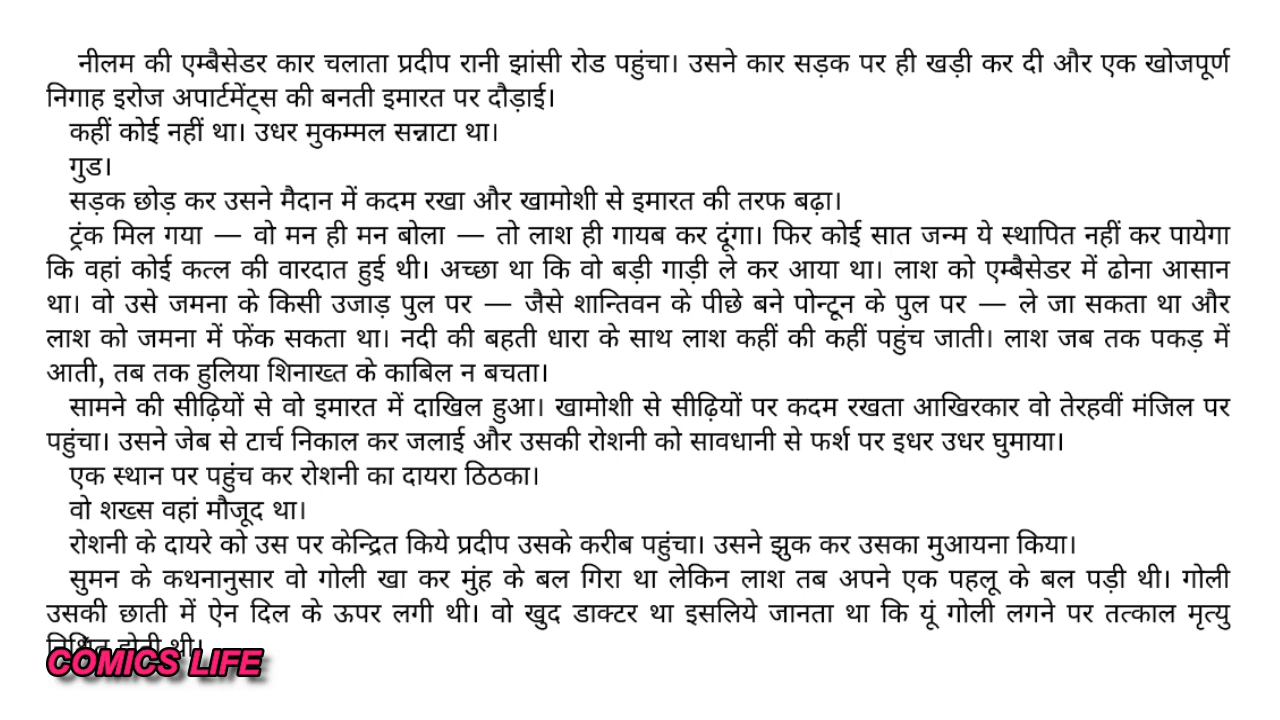 नीलम की एम्बैसेडर कार चलाता प्रदीप रानी झांसी रोड पहुंचा। उसने कार सड़क पर ही खड़ी कर दी और एक खोजपूर्ण
निगाह इरोज अपार्टमेंट्स की बनती इमारत पर दौड़ाई।
कहीं कोई नहीं था। उधर मुकम्मल सन्नाटा था।
गुड।
सड़क छोड़ कर उसने मैदान में कदम रखा और खामोशी से इमारत की तरफ बढ़ा।
ट्रंक मिल गया — वो मन ही मन बोला — तो लाश ही गायब कर दूंगा। फिर कोई सात जन्म ये स्थापित नहीं कर पायेगा
कि वहां कोई कत्ल की वारदात हुई थी। अच्छा था कि वो बड़ी गाड़ी ले कर आया था। लाश को एम्बैसेडर में ढोना आसान
था। वो उसे जमना के किसी उजाड़ पुल पर — जैसे शान्तिवन के पीछे बने पोन्टून के पुल पर — ले जा सकता था और
लाश को जमना में फेंक सकता था। नदी की बहती धारा के साथ लाश कहीं की कहीं पहुंच जाती। लाश जब तक पकड़ में
आती, तब तक हुलिया शिनाख्त के काबिल न बचता।
सामने की सीढ़ियों से वो इमारत में दाखिल हुआ। खामोशी से सीढ़ियों पर कदम रखता आखिरकार वो तेरहवीं मंजिल पर
पहुंचा। उसने जेब से टार्च निकाल कर जलाई और उसकी रोशनी को सावधानी से फर्श पर इधर उधर घुमाया।
एक स्थान पर पहुंच कर रोशनी का दायरा ठिठका।
वो शख्स वहां मौजूद था।
रोशनी के दायरे को उस पर केन्द्रित किये प्रदीप उसके करीब पहुंचा। उसने झुक कर उसका मुआयना किया।
सुमन के कथनानुसार वो गोली खा कर मुंह के बल गिरा था लेकिन लाश तब अपने एक पहलू के बल पड़ी थी। गोली
उसकी छाती में ऐन दिल के ऊपर लगी थी। वो खुद डाक्टर था इसलिये जानता था कि यूं गोली लगने पर तत्काल मृत्यु
निश्चित होती थी।
COMICS LIFE